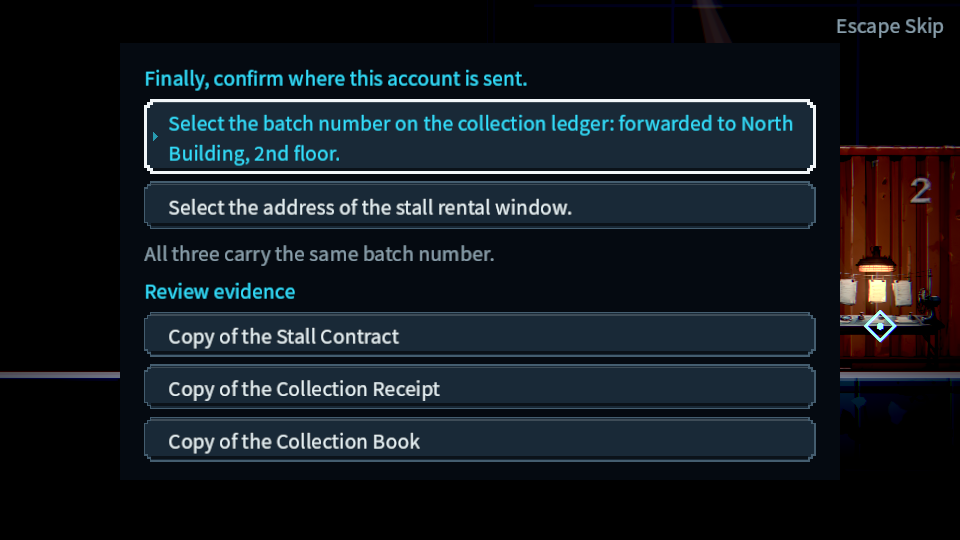 Escape Skip
Finally, confirm where this account is sent.
Select the batch number on the collection ledger: forwarded to North
Building, 2nd floor.
Select the address of the stall rental window.
All three carry the same batch number.
Review evidence
Copy of the Stall Contract
Copy of the Collection Receipt
Copy of the Collection Book
2